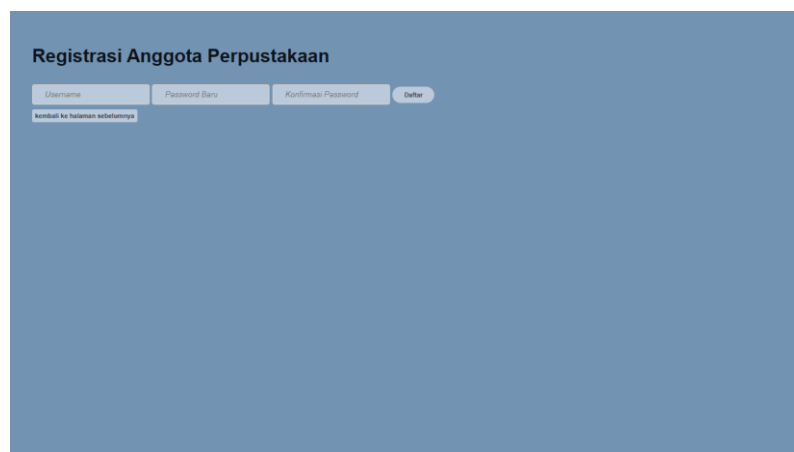 Registrasi Anggota Perpustakaan
Username Password Baru Konfirmasi Password Daftar
kembali ke halaman sebelumnya